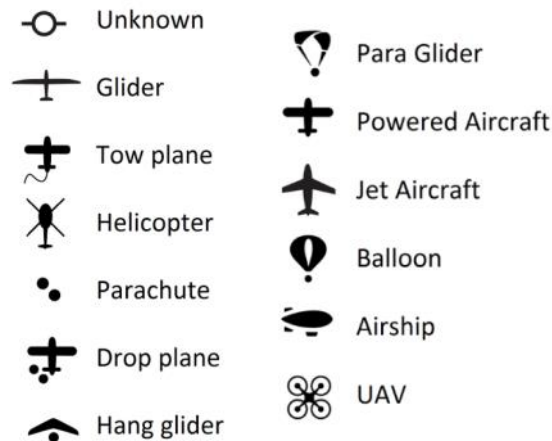 Unknown
Glider
Tow plane
Helicopter
Parachute
Drop plane
Hang glider
Para Glider
Powered Aircraft
Jet Aircraft
Balloon
Airship
UAV